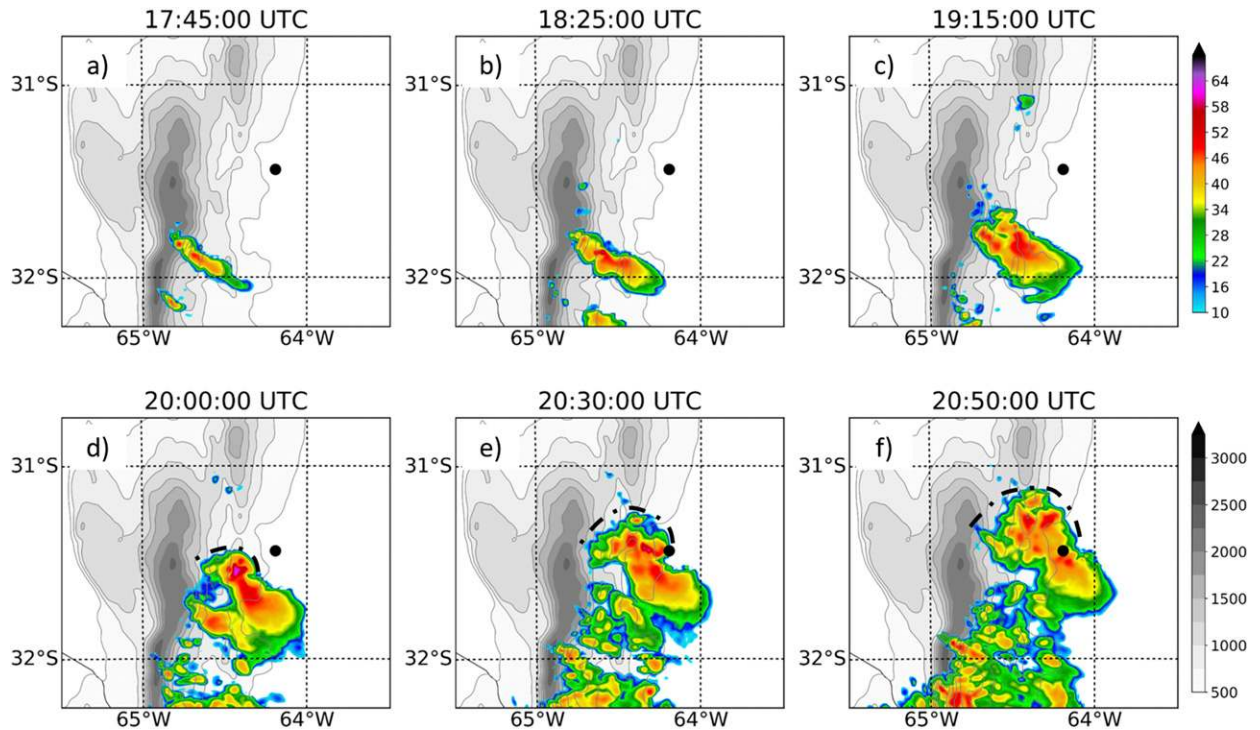 17:45:00 UTC
18:25:00 UTC
19:15:00 UTC
a)
b)
c)
31°S
31°S
31°S
32°S
32°S
32°S
65°W 64°W
65°W 64°W
65°W 64°W
64
58
52
46
40
34
28
22
16
10
20:00:00 UTC
20:30:00 UTC
20:50:00 UTC
d)
e)
f)
31°S
31°S
31°S
32°S
32°S
32°S
65°W 64°W
65°W 64°W
65°W 64°W
3000
2500
2000
1500
1000
500